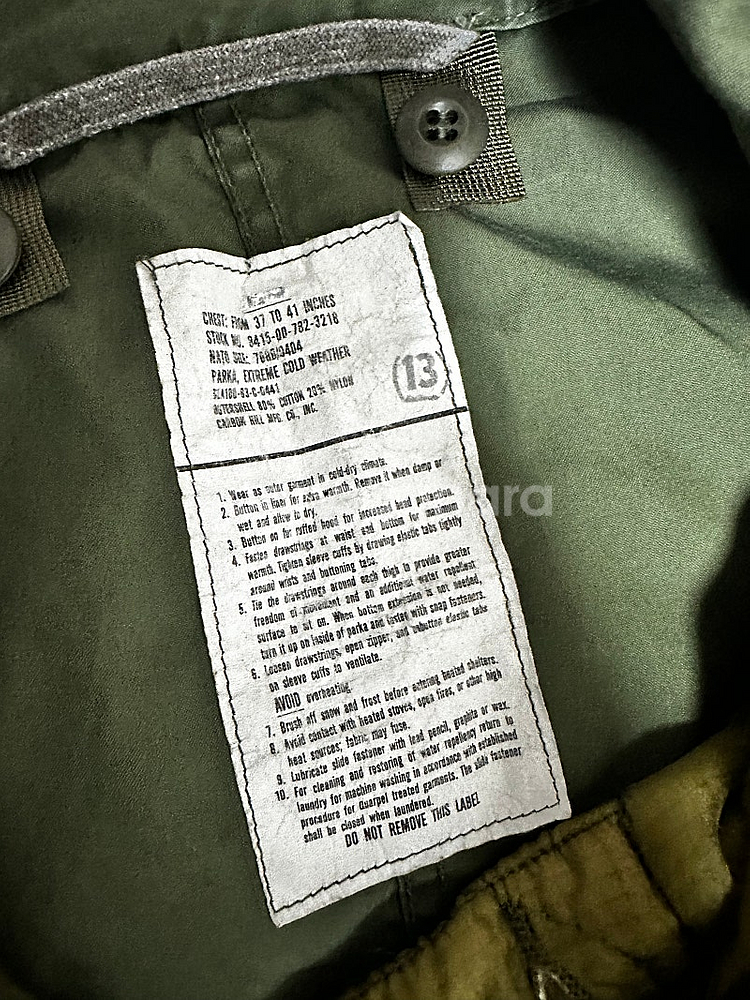 CHEST: FROM 37 TO 41 INCHES
STOCK NO. 8415-00-782-3218
NATO SIZE: 7080/9404
PARKA, EXTREME COLD WEATHER
OUTERSHELL 80% COTTON 20% NYLON
MFG. CO., INC.
13
1. Wear as outer garment in cold-dry climate.
2. Button in liner for extra warmth. Remove it when damp or
wet and allow to dry.
3. Button on fur ruffed hood for increased head protection.
4. Fasten drawstrings at waist and bottom for maximum
warmth. Tighten sleeve cuffs by drawing elastic tabs tightly
around wrists and buttoning tabs.
5. Tie the drawstrings around each thigh to provide greater
freedom of movement and an additional water repellent
surface to sit on. When bottom extension is not needed,
turn it up on inside of parka and fasten with snap fasteners.
6. Loosen drawstrings, open zipper, and unbutton elastic tabs
on sleeve cuffs to ventilate.
AVOID overheating.
7. Brush off snow and frost before entering heated shelters.
8. Avoid contact with heated stoves, open fires, or other high
heat sources; fabric may fuse.
9. Lubricate slide fastener with lead pencil, graphite or wax.
10. For cleaning and restoring of water repellency return to
laundry for machine washing in accordance with established
procedure for Quarpel treated garments. The slide fastener
shall be closed when laundered.
DO NOT REMOVE THIS LABEL